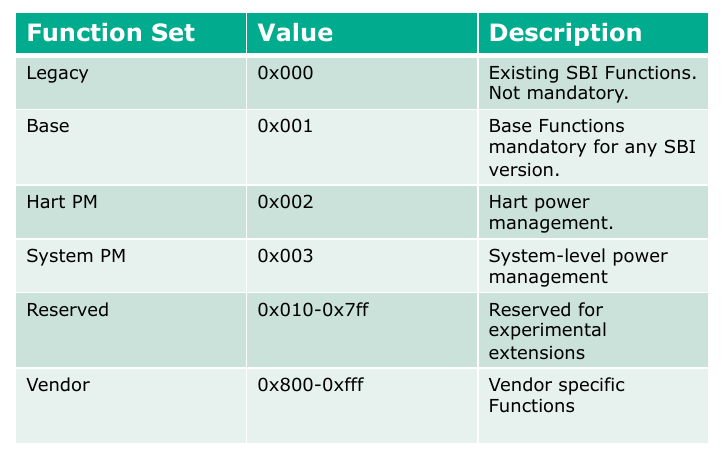 Function Set Value Description
Legacy 0x000 Existing SBI Functions.
Not mandatory.
Base 0x001 Base Functions
mandatory for any SBI
version.
Hart PM 0x002 Hart power
management.
System PM 0x003 System-level power
management
Reserved 0x010-0x7ff Reserved for
experimental
extensions
Vendor 0x800-0xfff Vendor specific
Functions